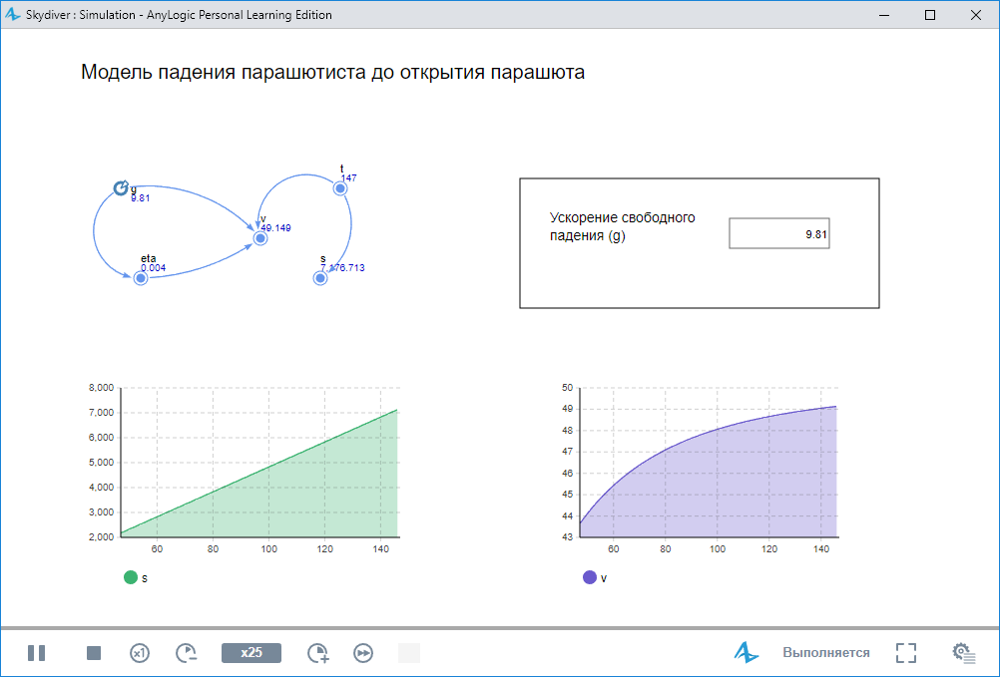 Skydiver : Simulation - AnyLogic Personal Learning Edition
Модель падения парашютиста до открытия парашюта
g
9.81
t
147
v
49.149
eta
0.004
s
7,176.713
Ускорение свободного
падения (g)
9.81
8,000
7,000
6,000
5,000
4,000
3,000
2,000
60 80 100 120 140
s
50
49
48
47
46
45
44
43
60 80 100 120 140
v
x1
x25
Выполняется